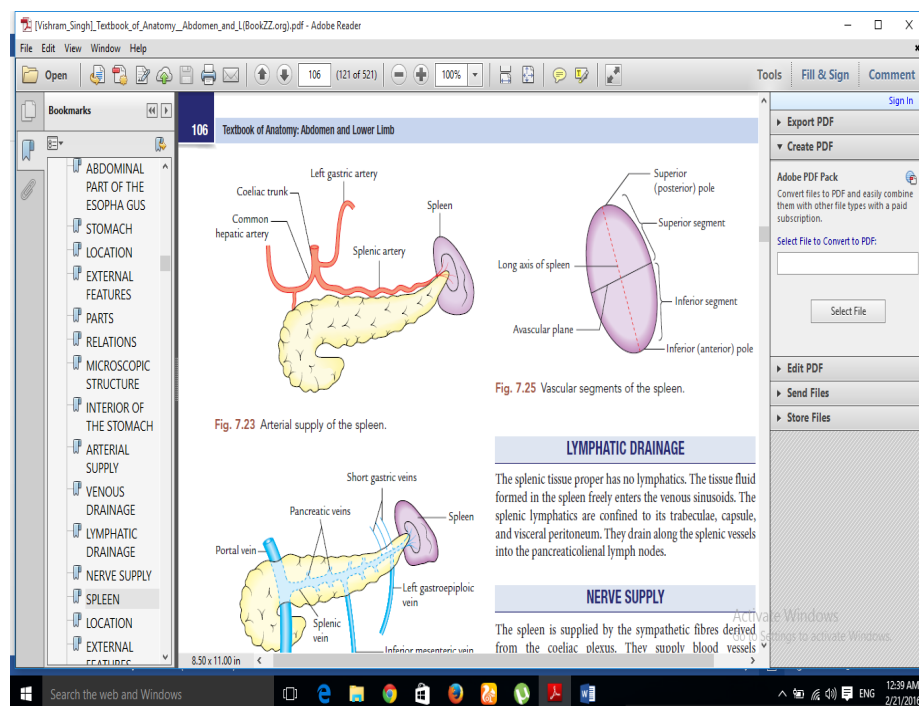 [Vishram_Singh]_Textbook_of_Anatomy__Abdomen_and_L(BookZZ.org).pdf - Adobe Reader
File Edit View Window Help
Open 106 (121 of 521) 100% Tools Fill & Sign Comment
Bookmarks
ABDOMINAL
PART OF THE
ESOPHA GUS
STOMACH
LOCATION
EXTERNAL
FEATURES
PARTS
RELATIONS
MICROSCOPIC
STRUCTURE
INTERIOR OF
THE STOMACH
ARTERIAL
SUPPLY
VENOUS
DRAINAGE
LYMPHATIC
DRAINAGE
NERVE SUPPLY
SPLEEN
LOCATION
EXTERNAL
FEATURES
106 Textbook of Anatomy: Abdomen and Lower Limb
Left gastric artery
Coeliac trunk
Common
hepatic artery
Splenic artery
Spleen
Fig. 7.23 Arterial supply of the spleen.
Short gastric veins
Pancreatic veins
Spleen
Portal vein
Left gastroepiploic
vein
Splenic
vein
Inferior mesenteric vein
Superior
(posterior) pole
Superior segment
Long axis of spleen
Inferior segment
Avascular plane
Inferior (anterior) pole
Fig. 7.25 Vascular segments of the spleen.
LYMPHATIC DRAINAGE
The splenic tissue proper has no lymphatics. The tissue fluid
formed in the spleen freely enters the venous sinusoids. The
splenic lymphatics are confined to its trabeculae, capsule,
and visceral peritoneum. They drain along the splenic vessels
into the pancreaticolienal lymph nodes.
NERVE SUPPLY
The spleen is supplied by the sympathetic fibres derived
from the coeliac plexus. They supply blood vessels
8.50 x 11.00 in
Sign In
Export PDF
Create PDF
Adobe PDF Pack
Convert files to PDF and easily combine
them with other file types with a paid
subscription.
Select File to Convert to PDF:
Select File
Edit PDF
Send Files
Store Files
Activate Windows
Go to Settings to activate Windows.
Search the web and Windows
ENG
12:39 AM
2/21/2016